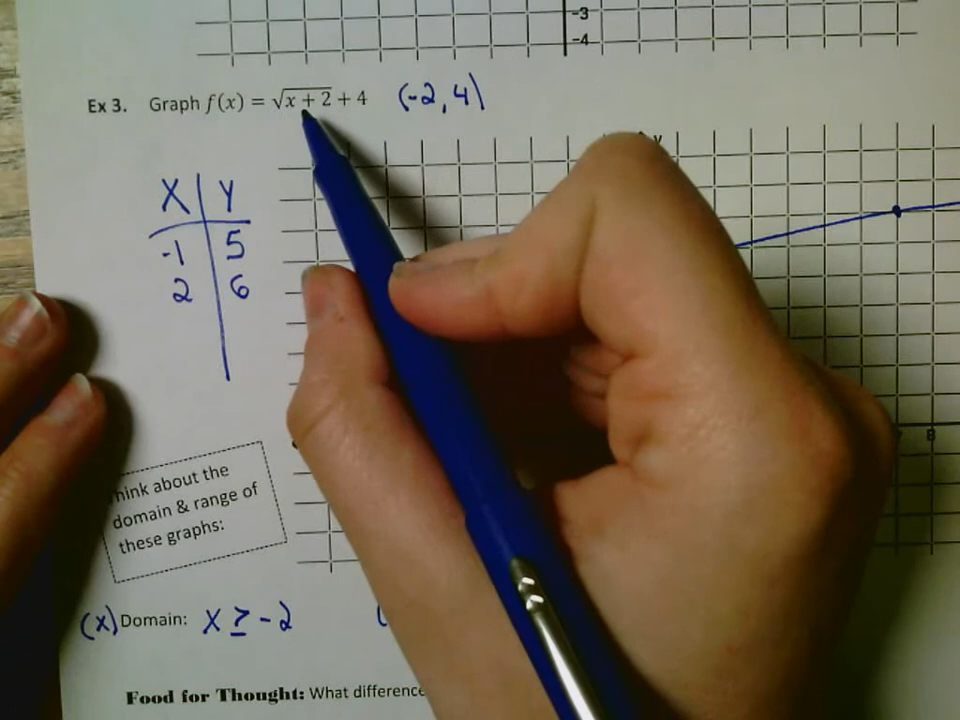 -3
-4
Ex 3. Graph f(x) = √x + 2 + 4 (-2, 4)
y
X Y
-1 5
2 6
8
hink about the
domain & range of
these graphs:
(x) Domain: X ≥ -2 (
Food for Thought: What difference